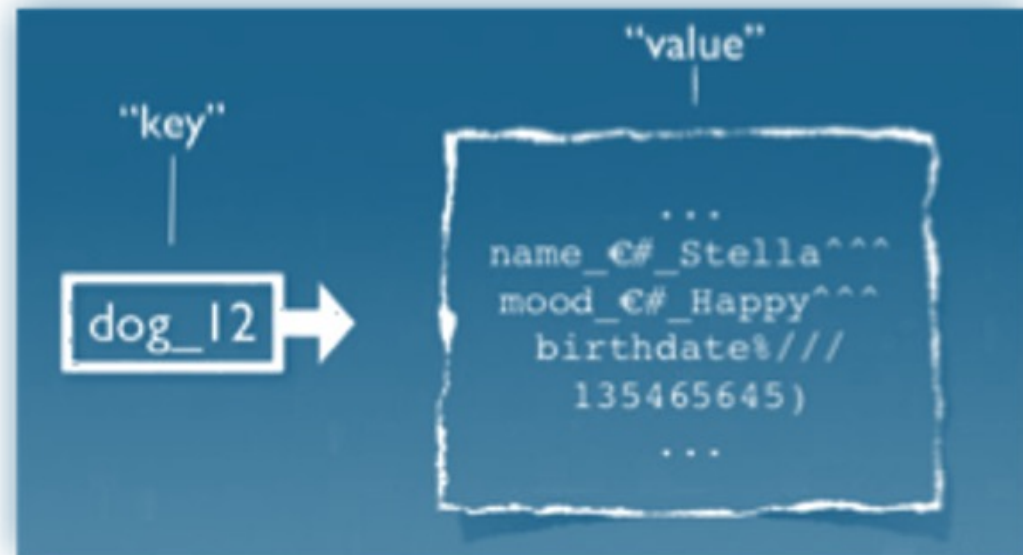 “value”
“key”
dog_12
...
name_€#_Stella^^^
mood_€#_Happy^^^
birthdate%///
135465645)
...